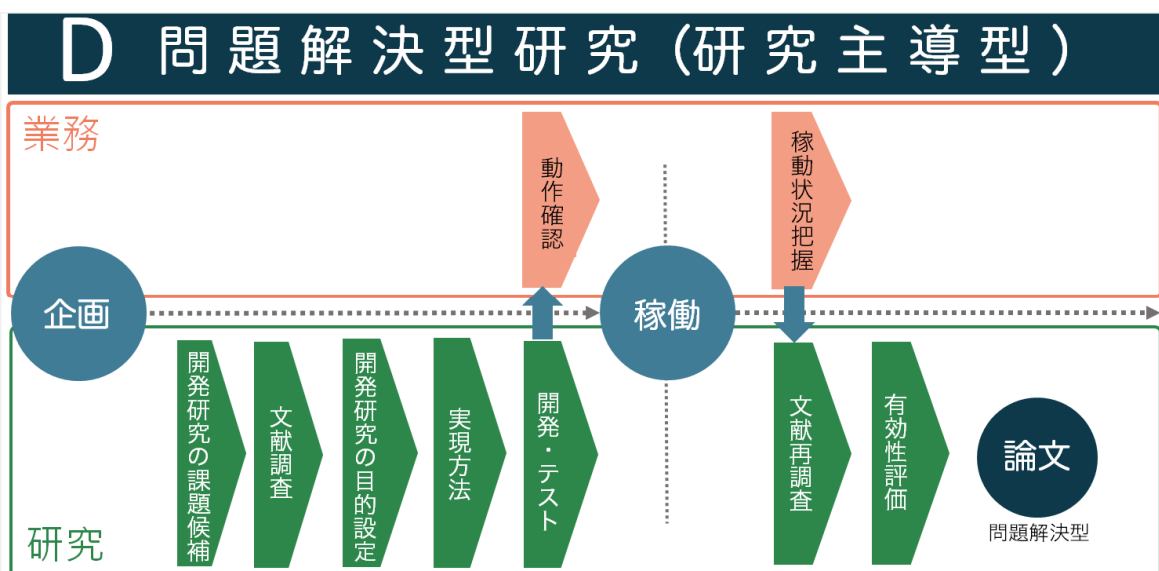 D 問題解決型研究(研究主導型)
業務
動作確認
稼動状況把握
企画
稼働
開発研究の課題候補
文献調査
開発研究の目的設定
実現方法
開発・テスト
文献再調査
有効性評価
論文
問題解決型
研究